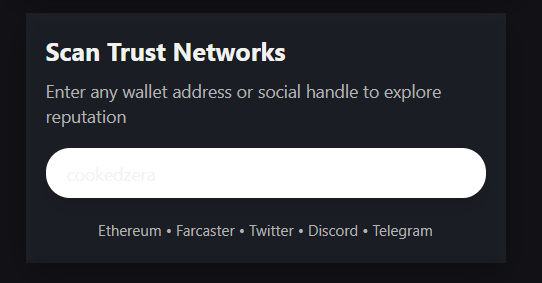 Scan Trust Networks
Enter any wallet address or social handle to explore
reputation
cookedzera
Ethereum • Farcaster • Twitter • Discord • Telegram